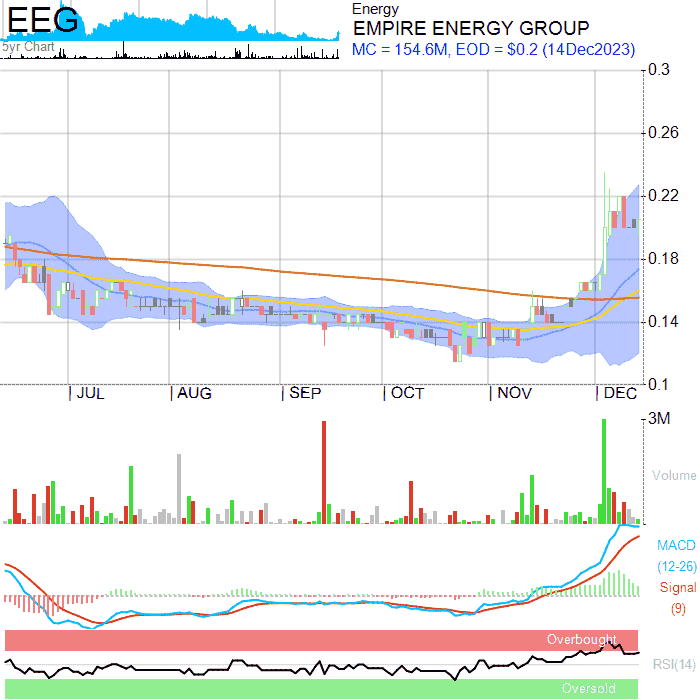 EEG
5yr Chart
Energy
EMPIRE ENERGY GROUP
MC = 154.6M, EOD = $0.2 (14Dec2023)
0.3
0.26
0.22
0.18
0.14
0.1
JUL AUG SEP OCT NOV DEC
3M
Volume
MACD
(12-26)
Signal
(9)
Overbought
RSI(14)
Oversold